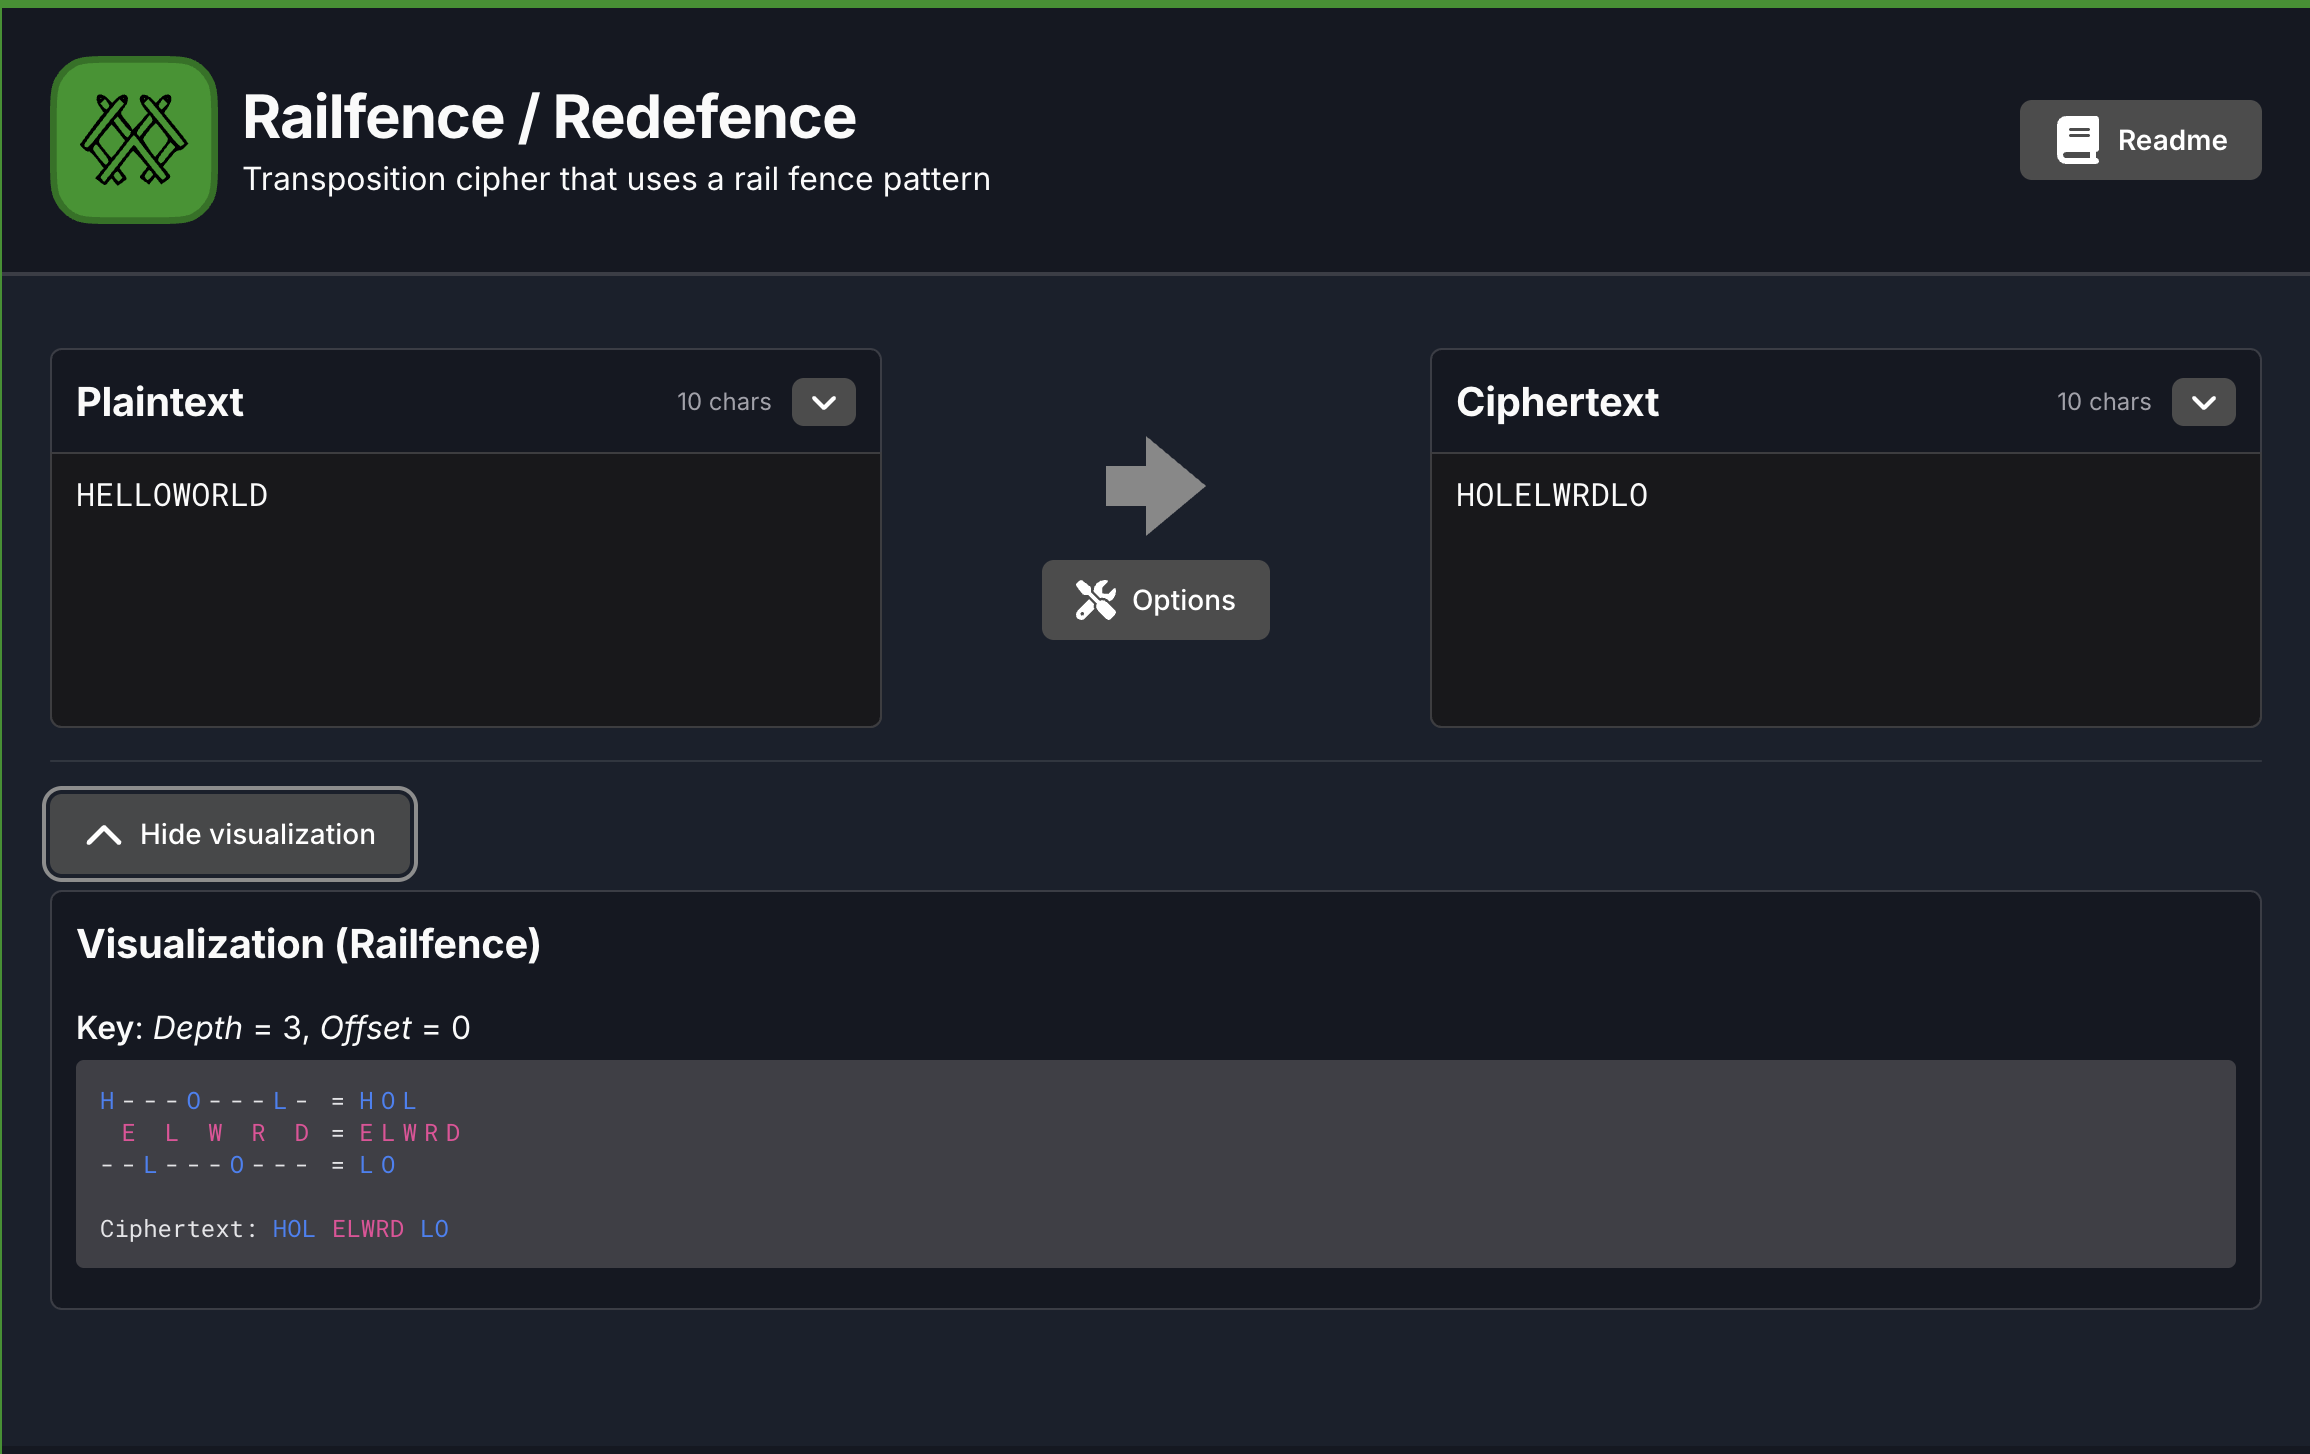 Railfence / Redefence
Transposition cipher that uses a rail fence pattern
Readme
Plaintext 10 chars
HELLOWORLD
Options
Ciphertext 10 chars
HOLELWRDLO
Hide visualization
Visualization (Railfence)
Key: Depth = 3, Offset = 0
H---O---L- = HOL
 E L W R D = ELWRD
--L---O--- = LO
Ciphertext: HOL ELWRD LO